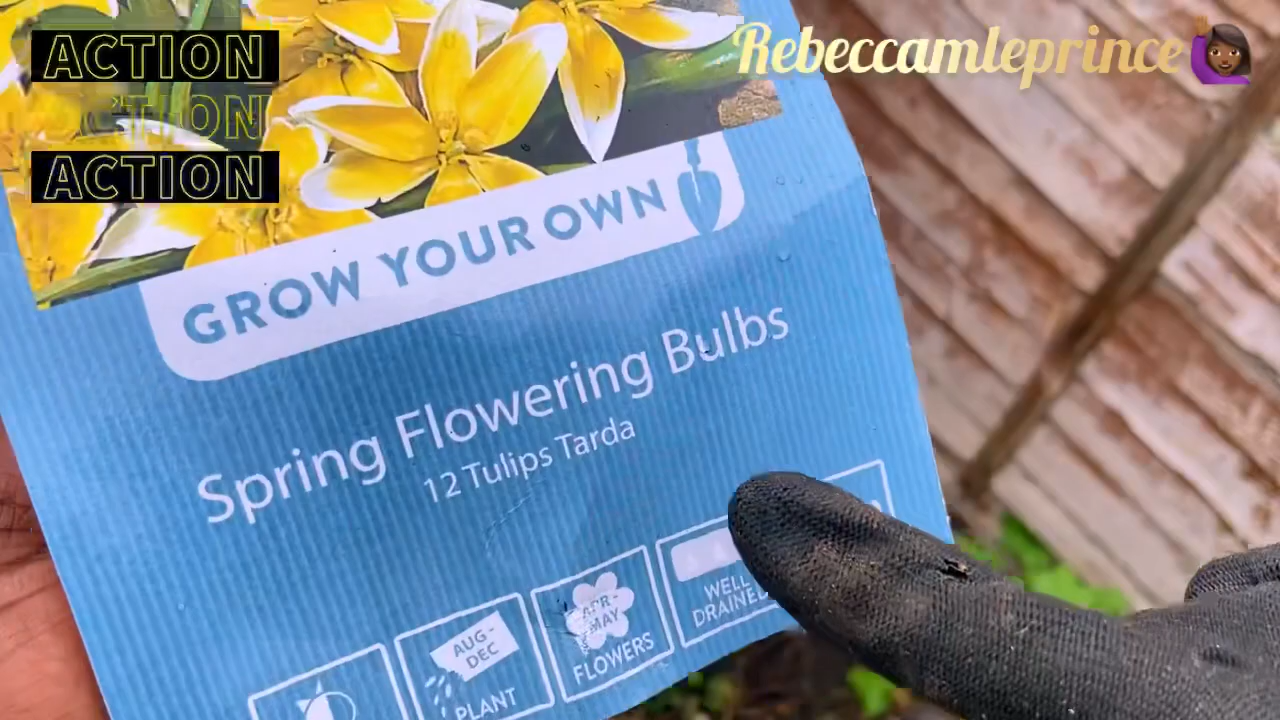 ACTION
ACTION
ACTION
Rebeccamleprince
GROW YOUR OWN
Spring Flowering Bulbs
12 Tulips Tarda
AUG-
DEC
PLANT
APR-
MAY
FLOWERS
WELL
DRAINED